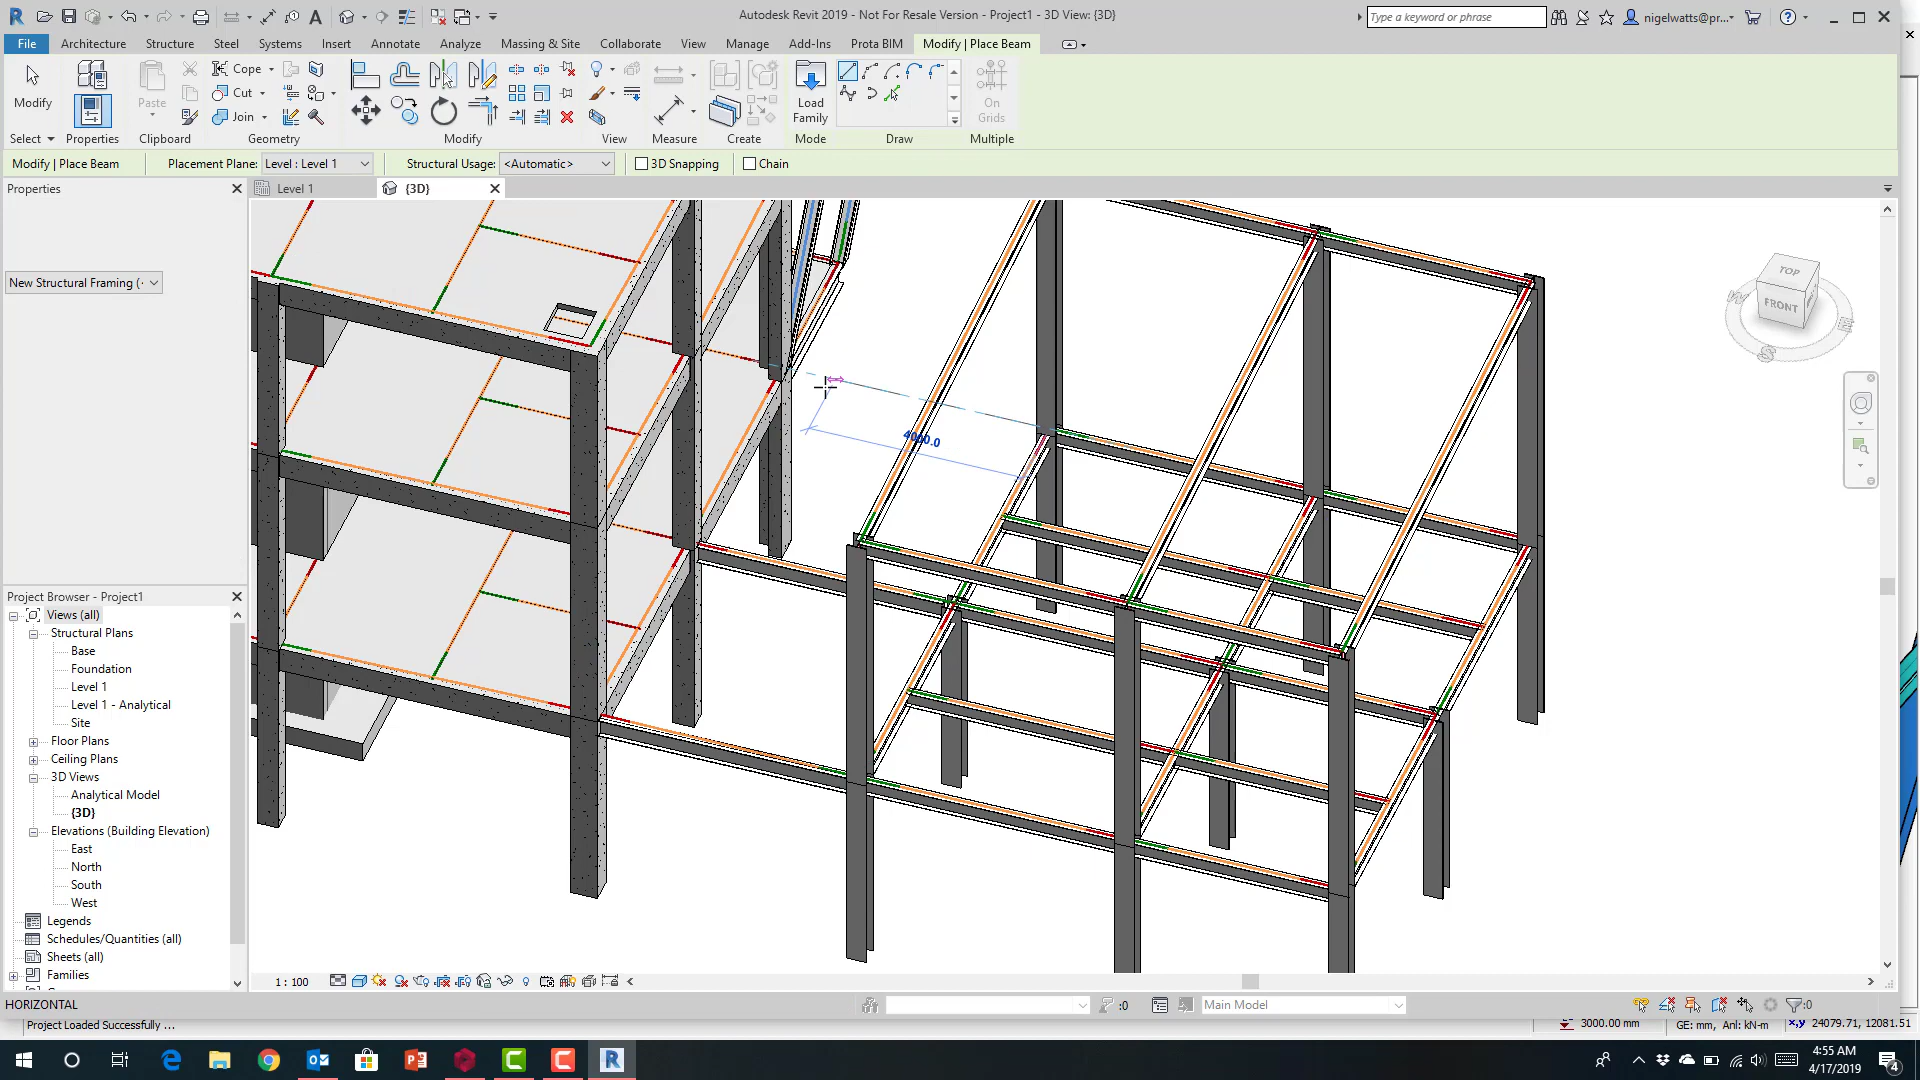 Autodesk Revit 2019 - Not For Resale Version - Project1 - 3D View: {3D}
Type a keyword or phrase
nigelwatts@pr...
File Architecture Structure Steel Systems Insert Annotate Analyze Massing & Site Collaborate View Manage Add-Ins Prota BIM Modify | Place Beam
Modify
Paste
Cope
Cut
Join
Load
Family
On
Grids
Select Properties Clipboard Geometry Modify View Measure Create Mode Draw Multiple
Modify | Place Beam Placement Plane: Level : Level 1 Structural Usage: <Automatic> 3D Snapping Chain
Properties
Level 1 {3D}
New Structural Framing (
TOP
FRONT
W
S
E
4000.0
Project Browser - Project1
Views (all)
Structural Plans
Base
Foundation
Level 1
Level 1 - Analytical
Site
Floor Plans
Ceiling Plans
3D Views
Analytical Model
{3D}
Elevations (Building Elevation)
East
North
South
West
Legends
Schedules/Quantities (all)
Sheets (all)
Families
1 : 100
HORIZONTAL
:0
Main Model
:0
Project Loaded Successfully ...
3000.00 mm
GE: mm, Anl: kN-m
x,y 24079.71, 12081.51
4:55 AM
4/17/2019
4